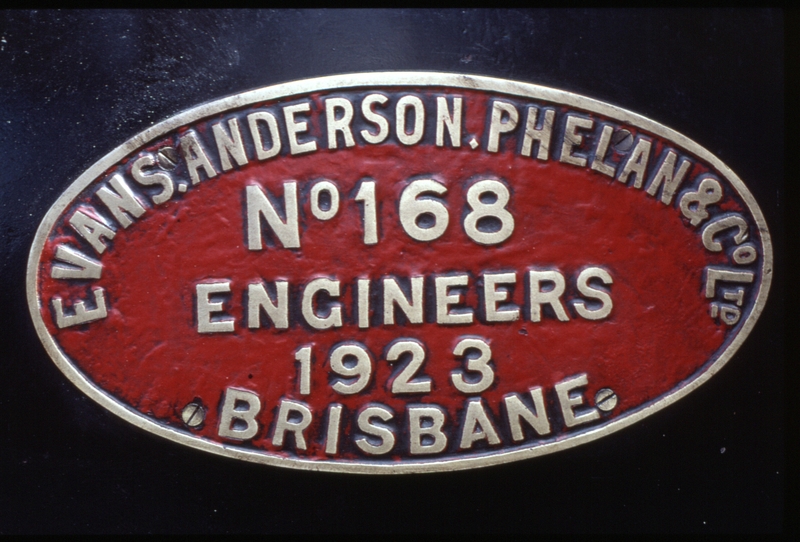 EVANS, ANDERSON, PHELAN & Co LTD
No 168
ENGINEERS
1923
BRISBANE